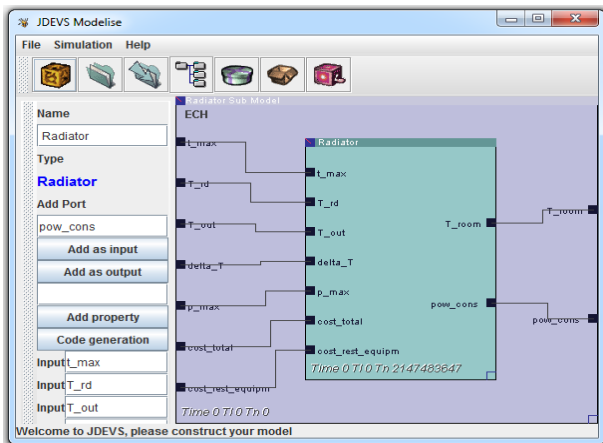 JDEVS Modelise
File Simulation Help
Name
Radiator
Type
Radiator
Add Port
pow_cons
Add as input
Add as output
Add property
Code generation
Input t_max
Input T_rd
Input T_out
Radiator Sub Model
ECH
t_max
T_rd
T_out
delta_T
p_max
cost_total
cost_rest_equipm
Time 0 Tl 0 Tn 0
Radiator
t_max
T_rd
T_out
delta_T
p_max
cost_total
cost_rest_equipm
T_room
pow_cons
Time 0 Tl 0 Tn 2147483647
T_room
pow_cons
Welcome to JDEVS, please construct your model